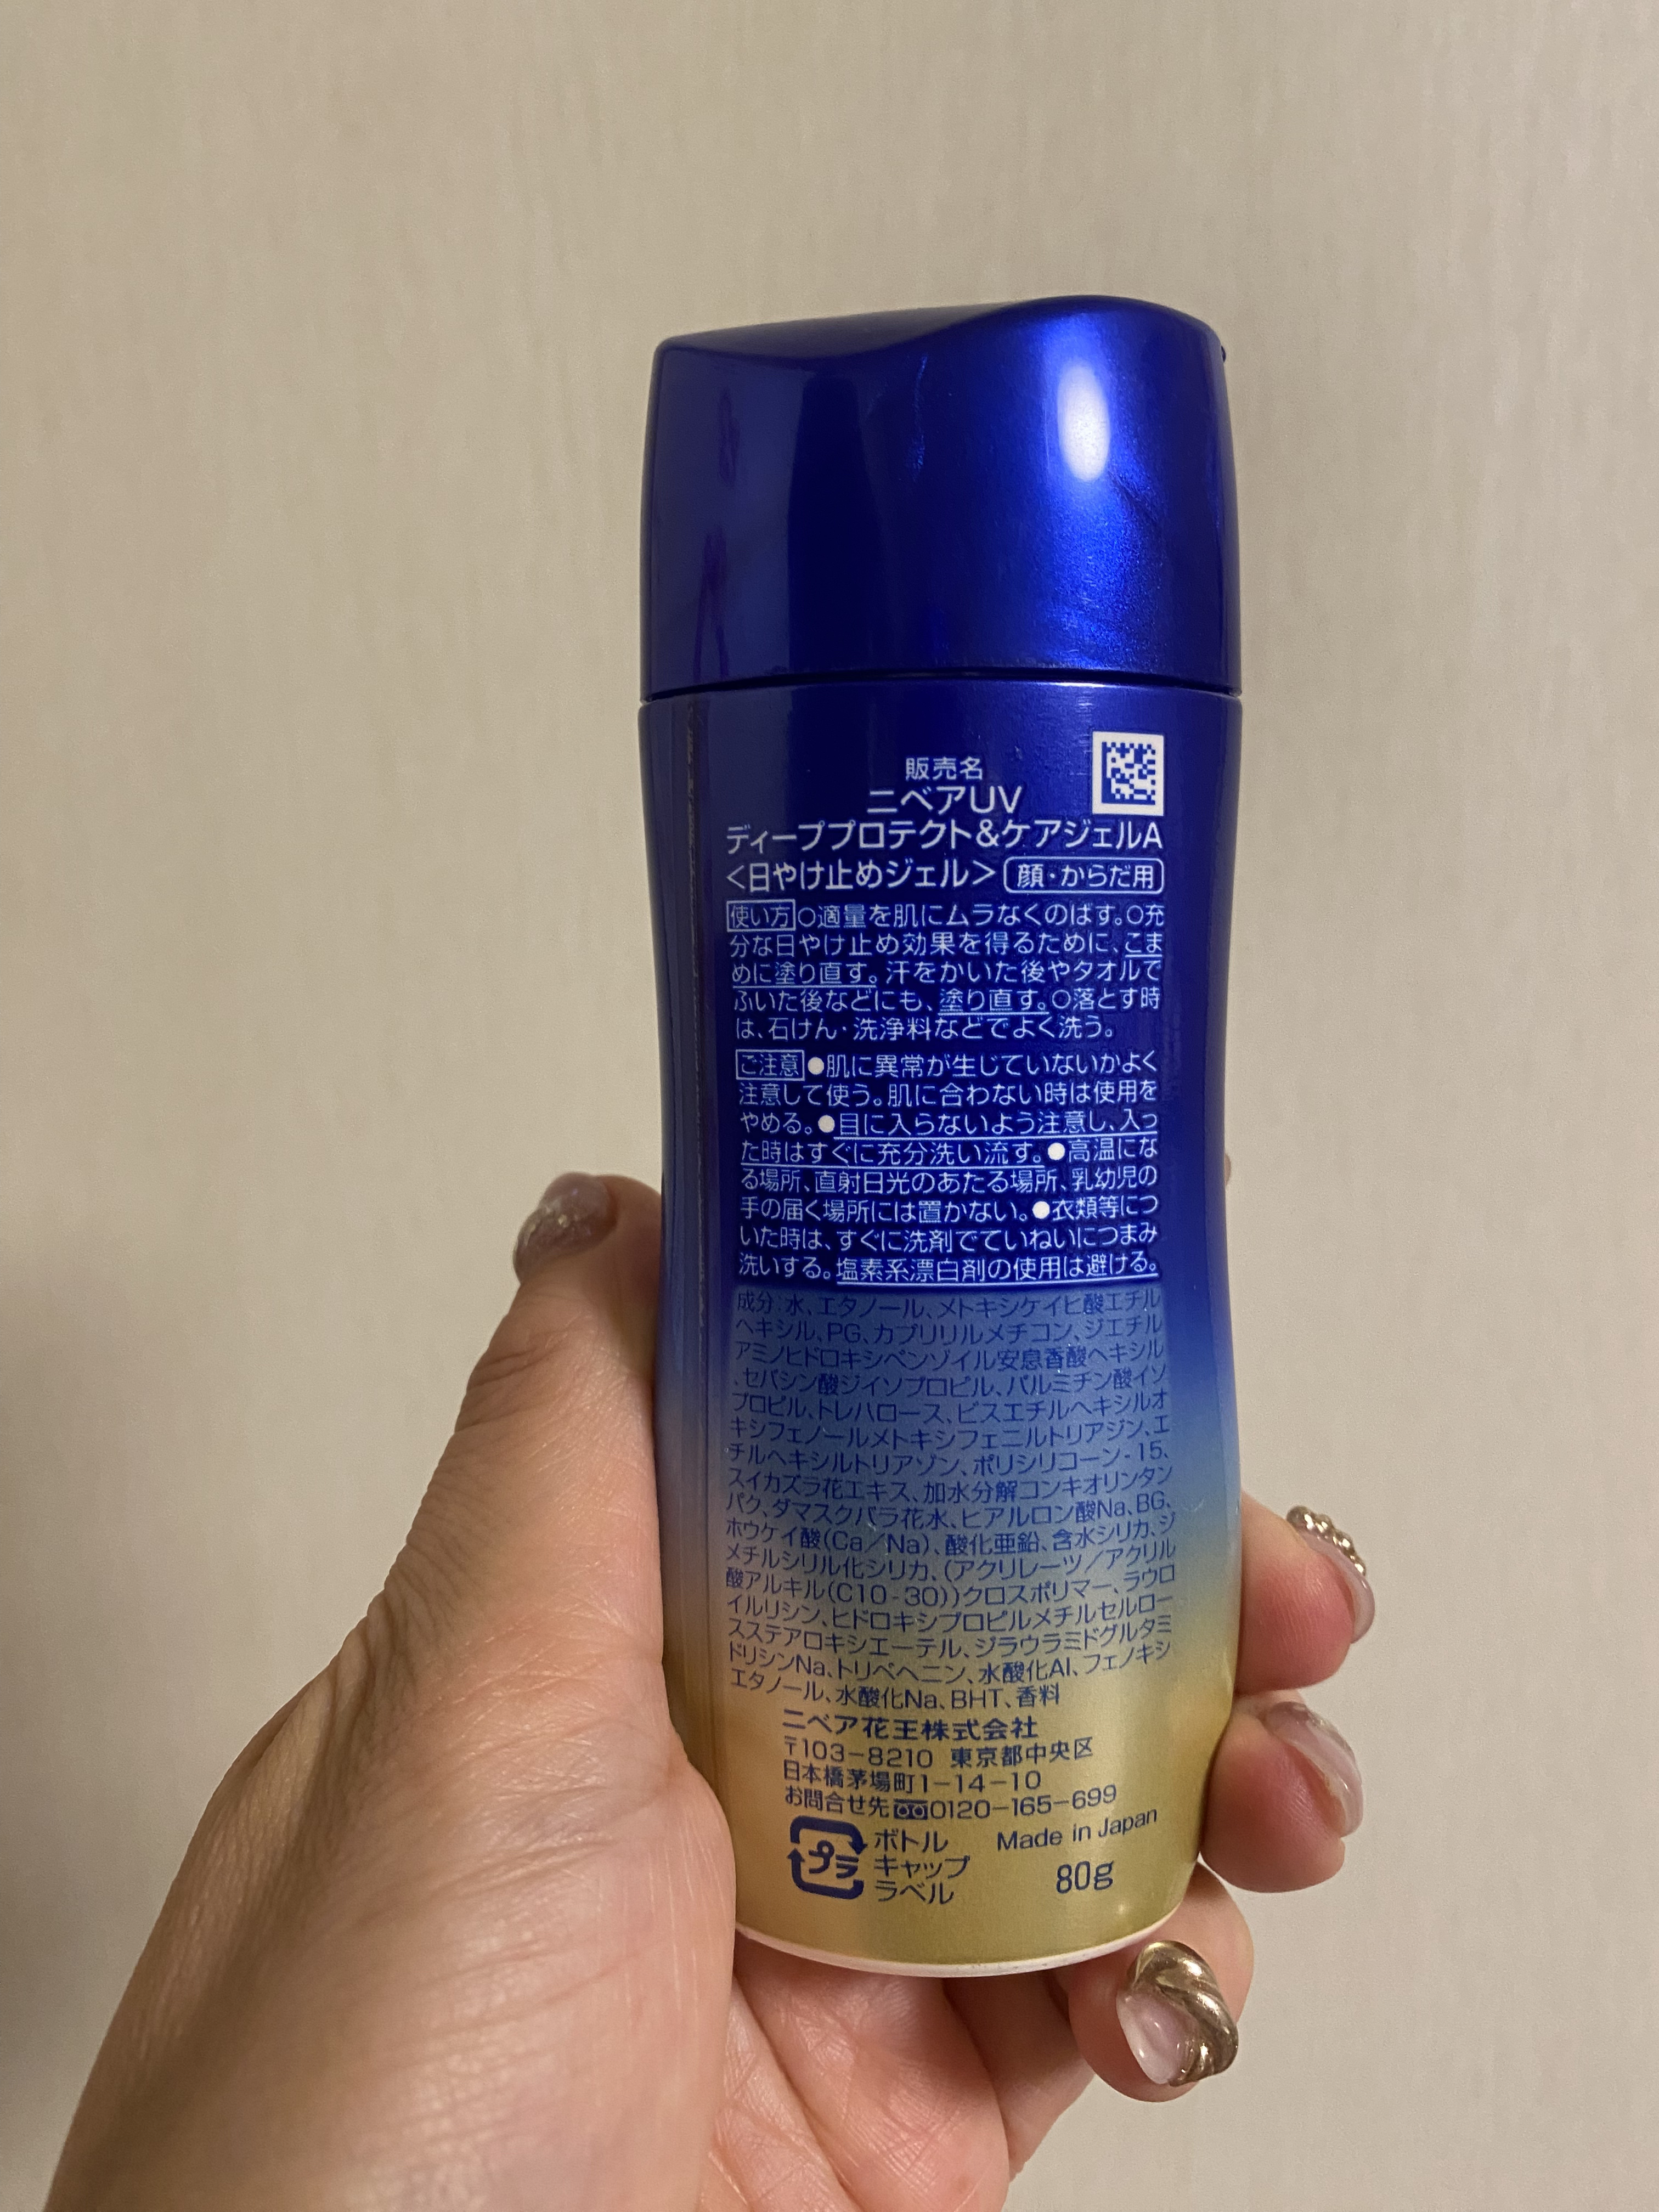 販売名
ニベアUV
ディーププロテクト&ケアジェルA
<日やけ止めジェル> 顔・からだ用
使い方○適量を肌にムラなくのばす。○充
分な日やけ止め効果を得るために、こま
めに塗り直す。汗をかいた後やタオルで
ふいた後などにも、塗り直す。○落とす時
は、石けん・洗浄料などでよく洗う。
ご注意●肌に異常が生じていないかよく
注意して使う。肌に合わない時は使用を
やめる。●目に入らないよう注意し、入っ
た時はすぐに充分洗い流す。●高温にな
る場所、直射日光のあたる場所、乳幼児の
手の届く場所には置かない。●衣類等につ
いた時は、すぐに洗剤でていねいにつまみ
洗いする。塩素系漂白剤の使用は避ける。
成分:水、エタノール、メトキシケイヒ酸エチル
ヘキシル、PG、カプリリルメチコン、ジエチル
アミノヒドロキシベンゾイル安息香酸ヘキシル
、セバシン酸ジイソプロピル、パルミチン酸イソ
プロピル、トレハロース、ビスエチルヘキシルオ
キシフェノールメトキシフェニルトリアジン、エ
チルヘキシルトリアゾン、ポリシリコーン-15、
スイカズラ花エキス、加水分解コンキオリンタン
パク、ダマスクバラ花水、ヒアルロン酸Na、BG、
ホウケイ酸(Ca/Na)、酸化亜鉛、含水シリカ、ジ
メチルシリル化シリカ、(アクリレーツ/アクリル
酸アルキル(C10-30))クロスポリマー、ラウロ
イルリシン、ヒドロキシプロピルメチルセルロー
スステアロキシエーテル、ジラウラミドグルタミ
ドリシンNa、トリベヘニン、水酸化Al、フェノキシ
エタノール、水酸化Na、BHT、香料
ニベア花王株式会社
〒103-8210 東京都中央区
日本橋茅場町1-14-10
お問合せ先 0120-165-699
プラ ボトル Made in Japan
キャップ
ラベル 80g